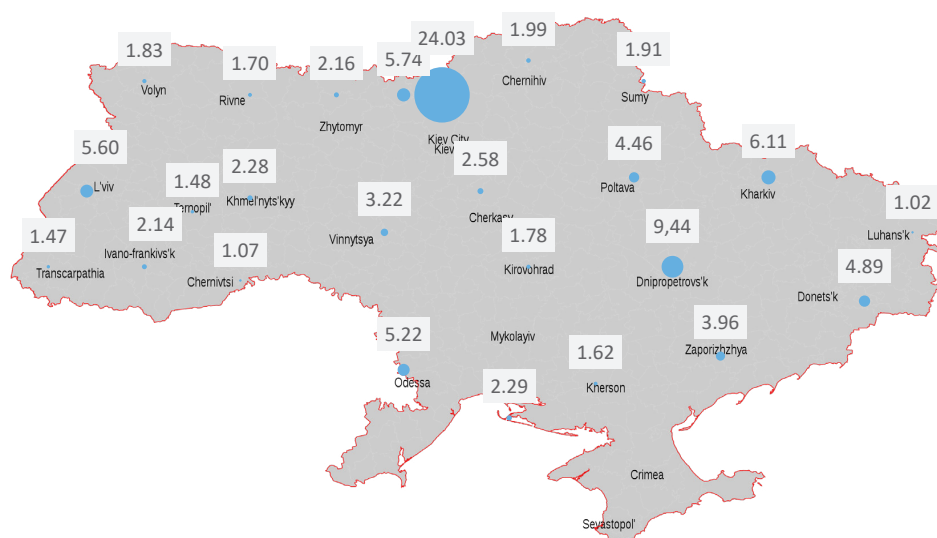 24.03
1.99
1.83
1.91
1.70
2.16
5.74
Chernihiv
Volyn
Rivne
Sumy
Zhytomyr
Kiev City
Kiev
5.60
2.28
2.58
4.46
6.11
L'viv
1.48
Khmel'nyts'kyy
3.22
Poltava
Kharkiv
Ternopil'
Cherkasy
1.02
1.47
2.14
Vinnytsya
1.78
9,44
Luhans'k
Ivano-frankivs'k
1.07
4.89
Transcarpathia
Chernivtsi
Kirovohrad
Dnipropetrovs'k
Donets'k
5.22
Mykolayiv
1.62
3.96
Zaporizhzhya
Odessa
2.29
Kherson
Crimea
Sevastopol'